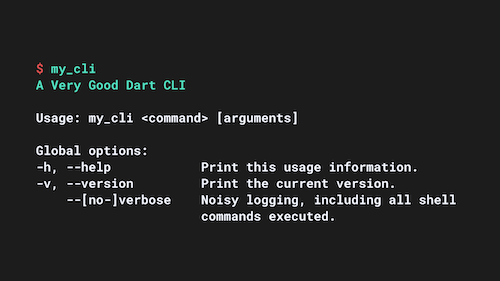 $ my_cli
A Very Good Dart CLI
Usage: my_cli <command> [arguments]
Global options:
-h, --help Print this usage information.
-v, --version Print the current version.
--[no-]verbose Noisy logging, including all shell
commands executed.